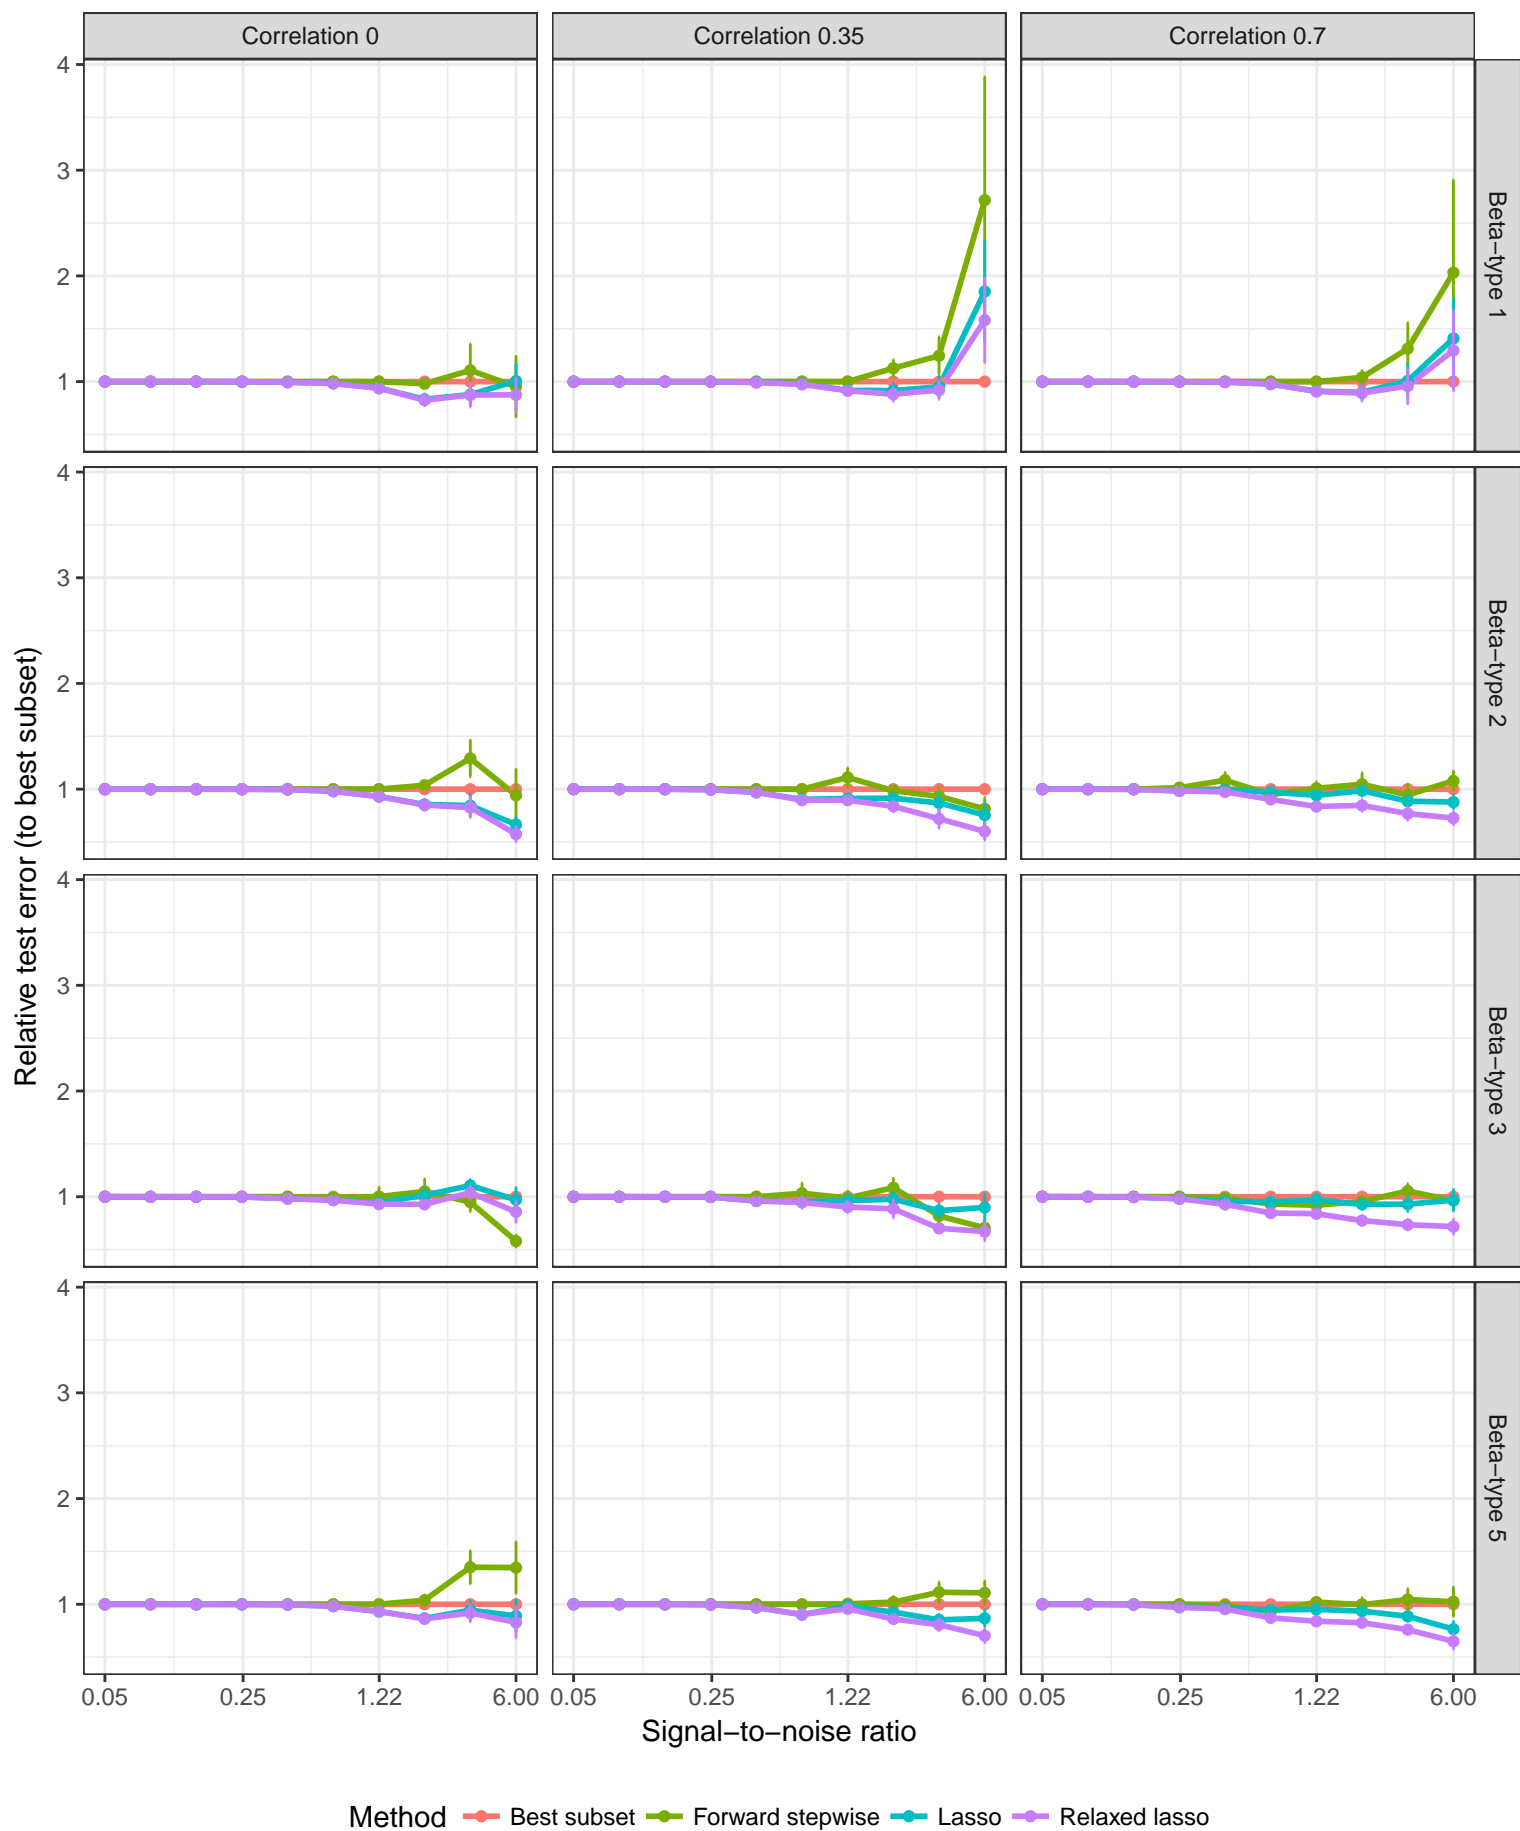 Correlation 0 Correlation 0.35 Correlation 0.7
4
3
2
1
Beta−type 1
4
3
2
1
Beta−type 2
Relative test error (to best subset)
4
3
2
1
Beta−type 3
4
3
2
1
Beta−type 5
0.05 0.25 1.22 6.00 0.05 0.25 1.22 6.00 0.05 0.25 1.22 6.00
Signal−to−noise ratio
Method Best subset Forward stepwise Lasso Relaxed lasso